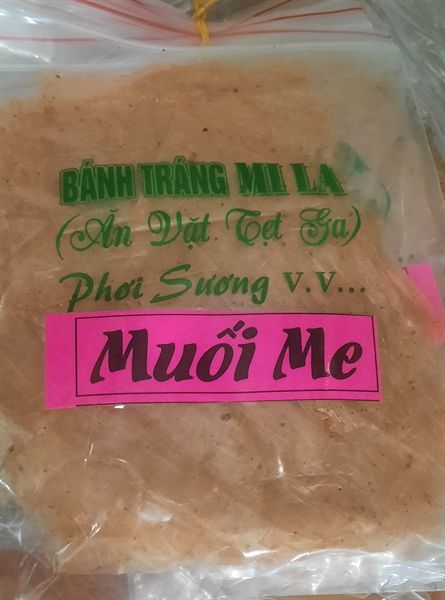 BÁNH TRÁNG MI LA
(Ăn Vặt Tẹt Ga)
Phơi Sương V.V...
Muối Me